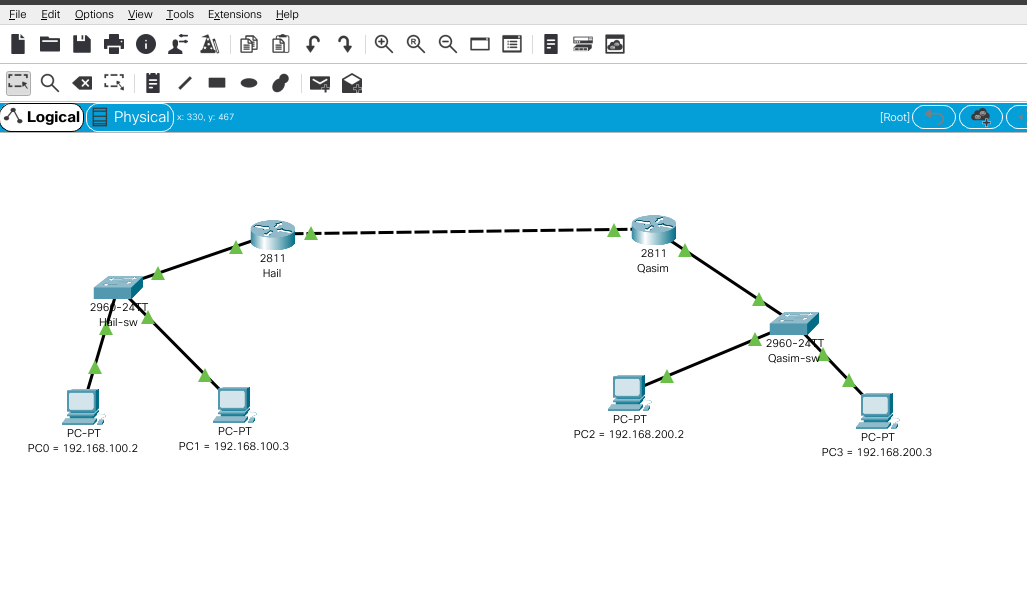 File Edit Options View Tools Extensions Help
Logical Physical x: 330, y: 467 [Root]
2811
Hail
2811
Qasim
2960-24TT
Hail-sw
2960-24TT
Qasim-sw
PC-PT
PC0 = 192.168.100.2
PC-PT
PC1 = 192.168.100.3
PC-PT
PC2 = 192.168.200.2
PC-PT
PC3 = 192.168.200.3